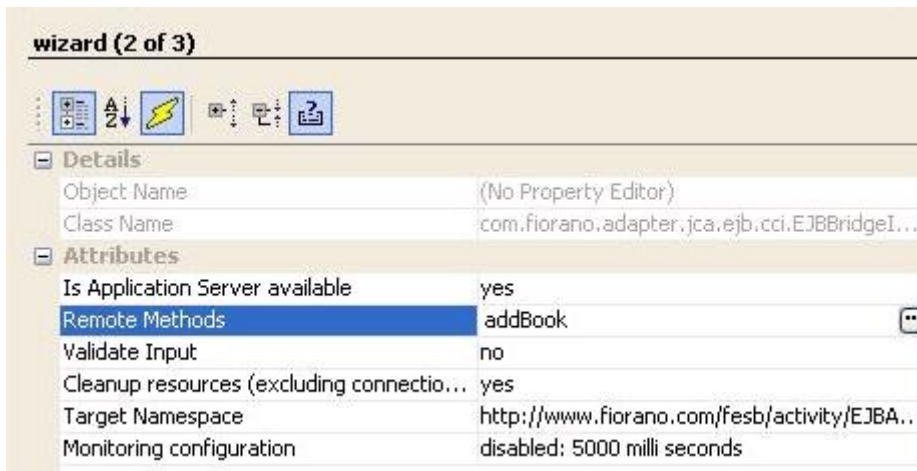 wizard (2 of 3)
Details
Object Name (No Property Editor)
Class Name com.fiorano.adapter.jca.ejb.cci.EJBBridgeI...
Attributes
Is Application Server available yes
Remote Methods addBook
Validate Input no
Cleanup resources (excluding connectio... yes
Target Namespace http://www.fiorano.com/fesb/activity/EJBA...
Monitoring configuration disabled: 5000 milli seconds